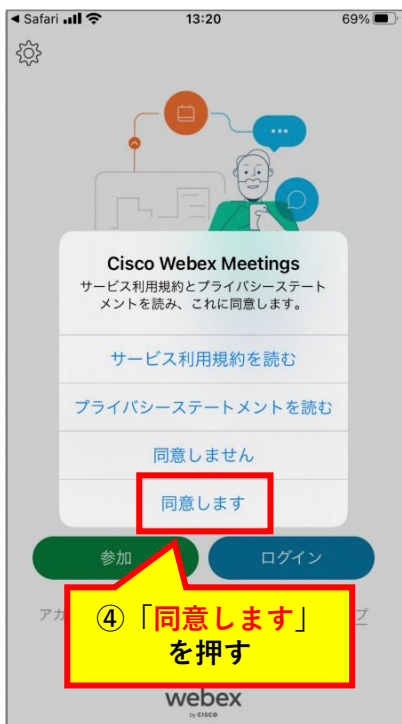 Safari 13:20 69%
Cisco Webex Meetings
サービス利用規約とプライバシーステート
メントを読み、これに同意します。
サービス利用規約を読む
プライバシーステートメントを読む
同意しません
同意します
参加 ログイン
アカ プ
④「同意します」
を押す
webex
by CISCO